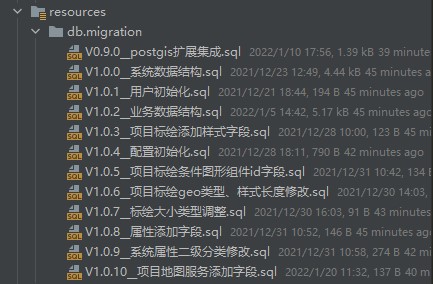 resources
db.migration
V0.9.0__postgis扩展集成.sql 2022/1/10 17:56, 1.39 kB 39 minute
V1.0.0__系统数据结构.sql 2021/12/23 12:49, 4.44 kB 45 minutes a
V1.0.1__用户初始化.sql 2021/12/21 18:44, 194 B 45 minutes ago
V1.0.2__业务数据结构.sql 2022/1/5 14:42, 5.17 kB 45 minutes ago
V1.0.3__项目标绘添加样式字段.sql 2021/12/28 10:00, 123 B 45 min
V1.0.4__配置初始化.sql 2021/12/28 18:11, 790 B 42 minutes ago
V1.0.5__项目标绘条件图形组件id字段.sql 2021/12/31 10:42, 134 B
V1.0.6__项目标绘geo类型、样式长度修改.sql 2021/12/30 14:03,
V1.0.7__标绘大小类型调整.sql 2021/12/30 16:03, 91 B 43 minutes
V1.0.8__属性添加字段.sql 2021/12/31 10:52, 146 B 45 minutes ago
V1.0.9__系统属性二级分类修改.sql 2021/12/31 10:58, 274 B 42 m
V1.0.10__项目地图服务添加字段.sql 2022/1/20 11:32, 137 B 40 m